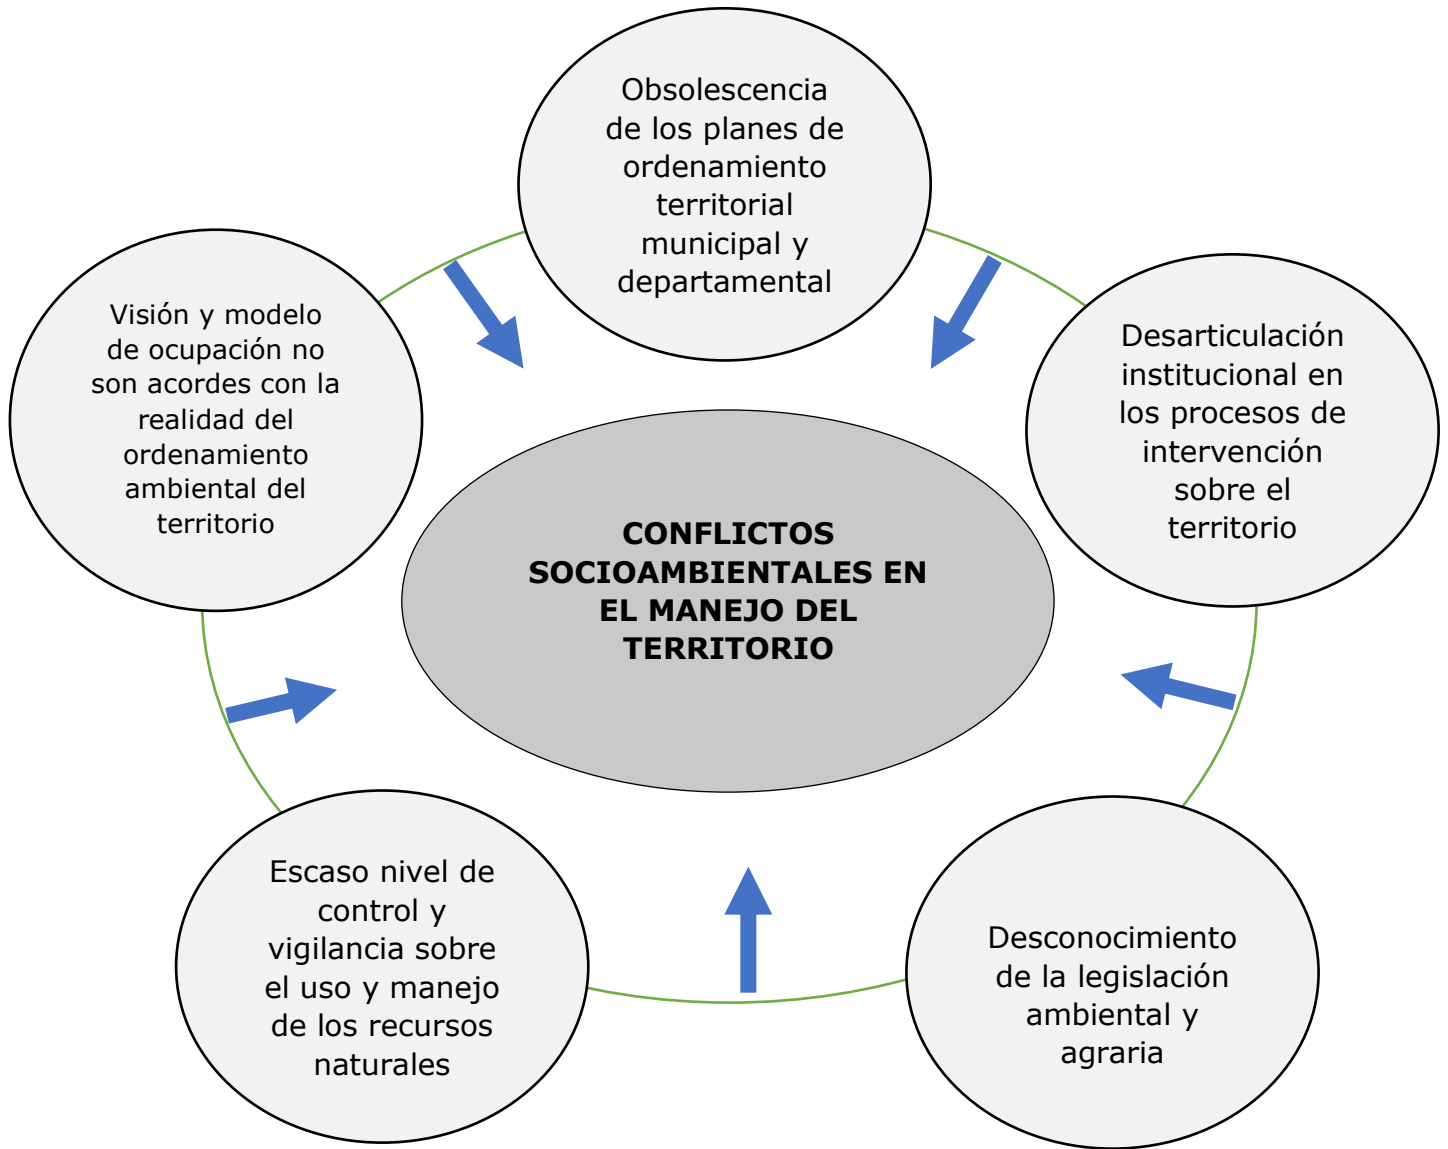 Obsolescencia
de los planes de
ordenamiento
territorial
municipal y
departamental
Visión y modelo
de ocupación no
son acordes con la
realidad del
ordenamiento
ambiental del
territorio
Desarticulación
institucional en
los procesos de
intervención
sobre el
territorio
CONFLICTOS
SOCIOAMBIENTALES EN
EL MANEJO DEL
TERRITORIO
Escaso nivel de
control y
vigilancia sobre
el uso y manejo
de los recursos
naturales
Desconocimiento
de la legislación
ambiental y
agraria